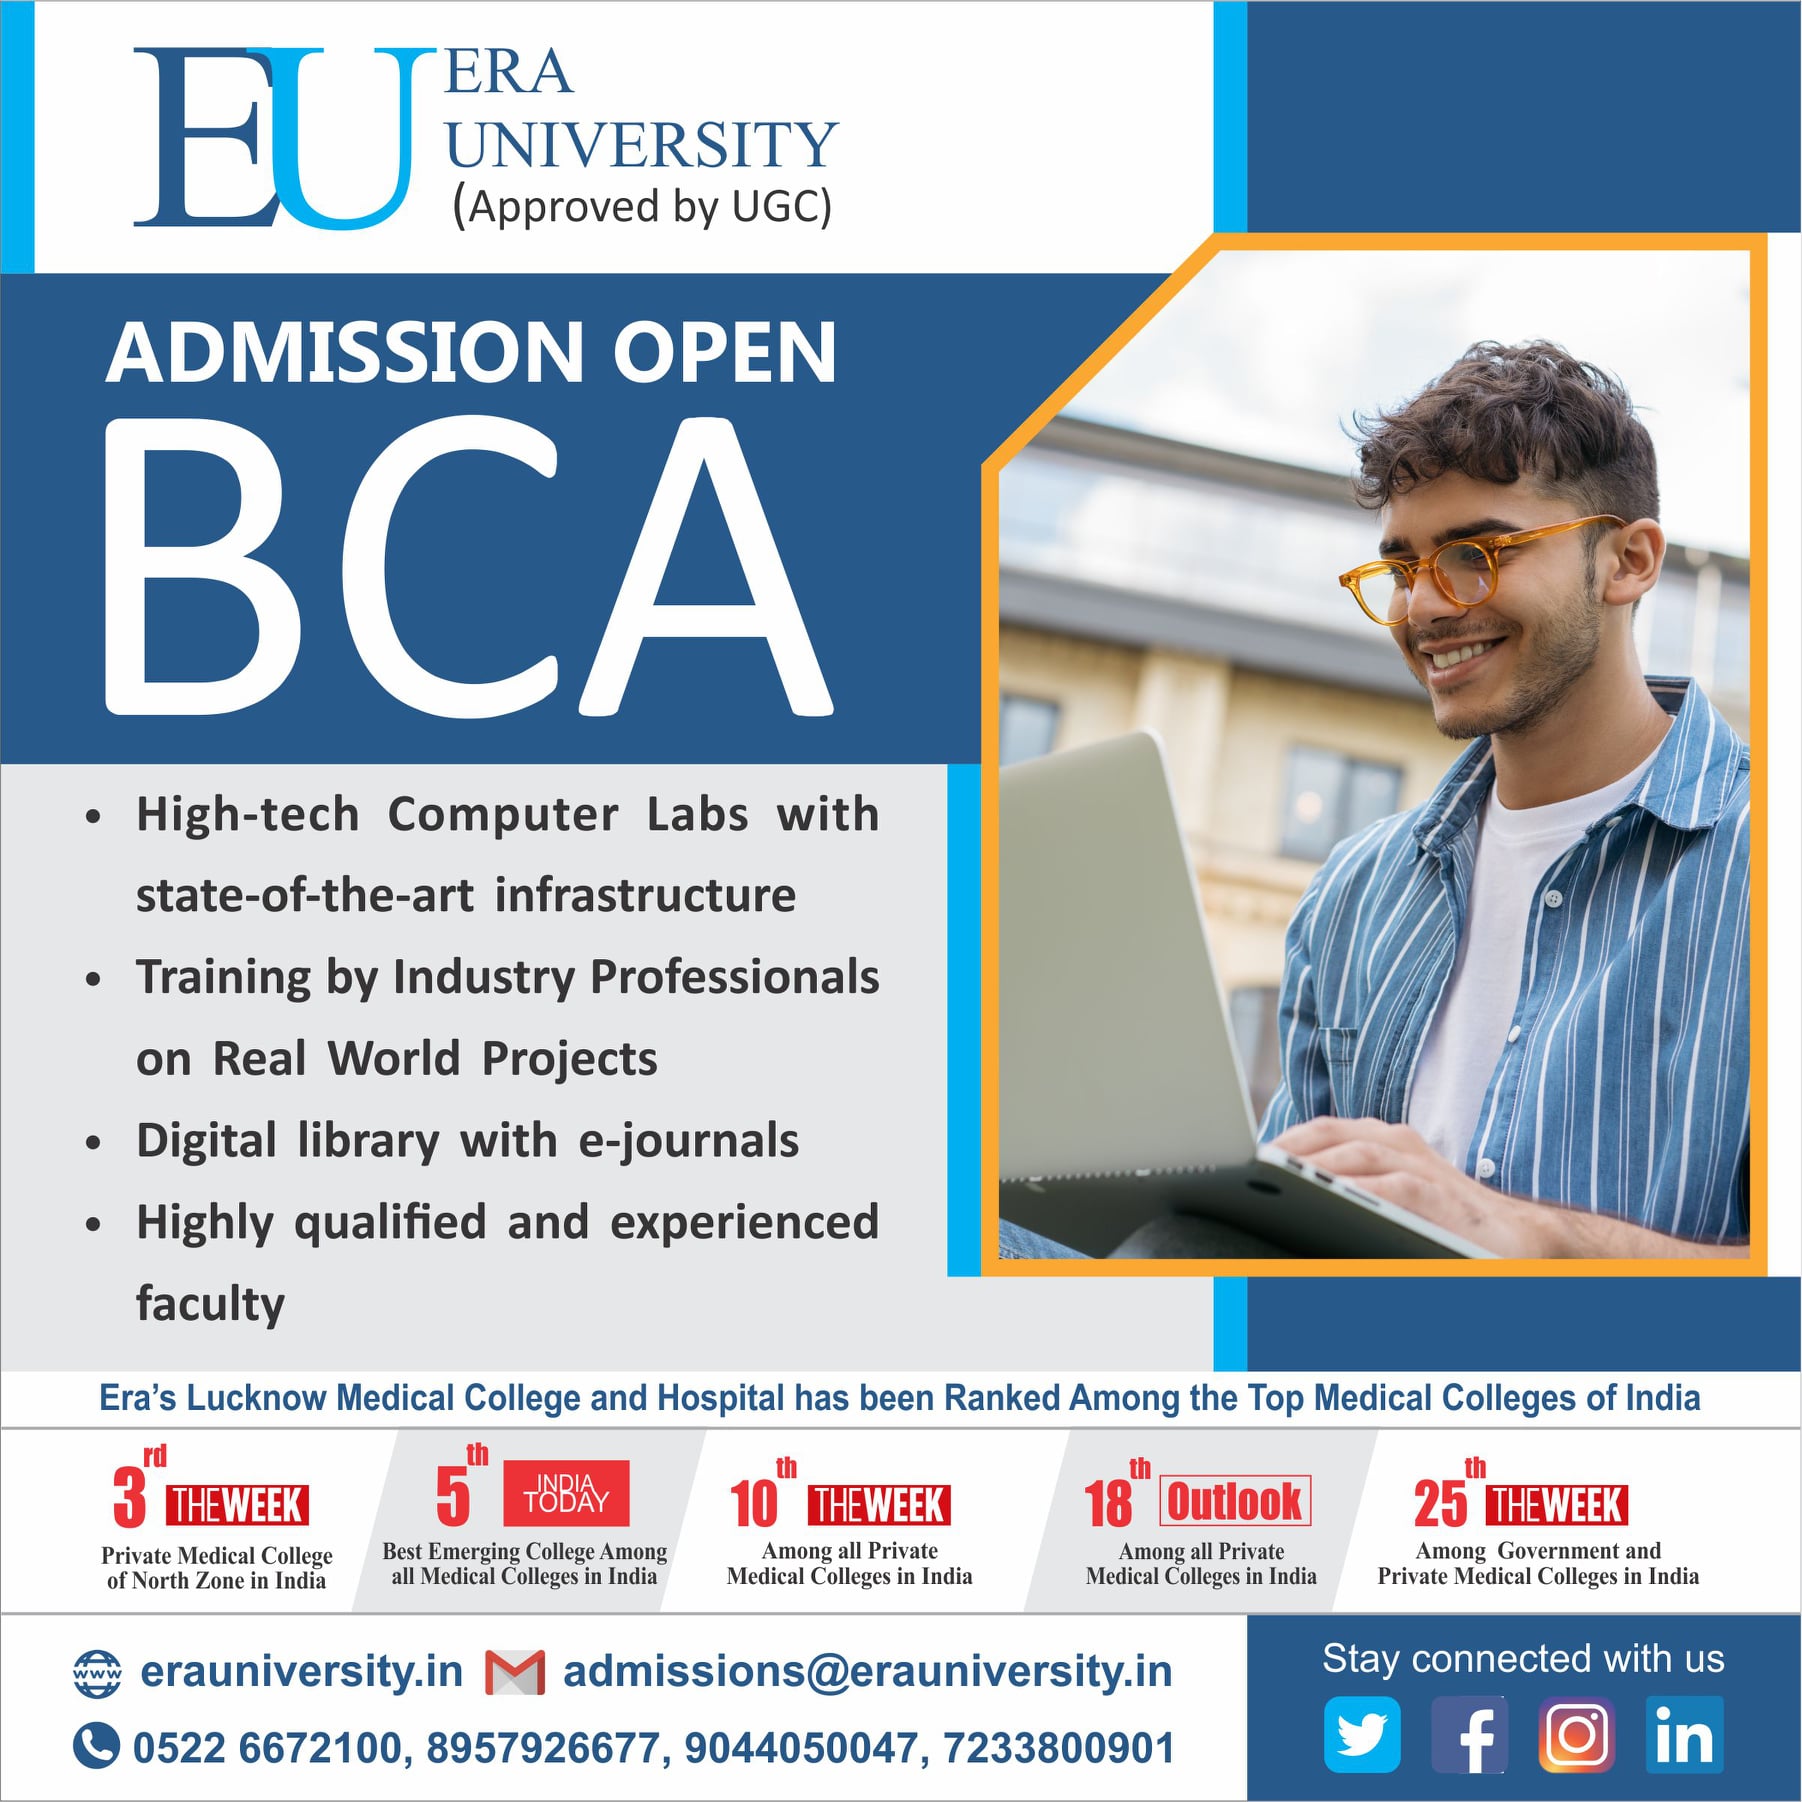 EU ERA
UNIVERSITY
(Approved by UGC)
ADMISSION OPEN
BCA
• High-tech Computer Labs with
state-of-the-art infrastructure
• Training by Industry Professionals
on Real World Projects
• Digital library with e-journals
• Highly qualified and experienced
faculty
Era's Lucknow Medical College and Hospital has been Ranked Among the Top Medical Colleges of India
3rd THE WEEK
Private Medical College
of North Zone in India
5th INDIA TODAY
Best Emerging College Among
all Medical Colleges in India
10th THE WEEK
Among all Private
Medical Colleges in India
18th Outlook
Among all Private
Medical Colleges in India
25th THE WEEK
Among Government and
Private Medical Colleges in India
www erauniversity.in admissions@erauniversity.in
0522 6672100, 8957926677, 9044050047, 7233800901
Stay connected with us
f in